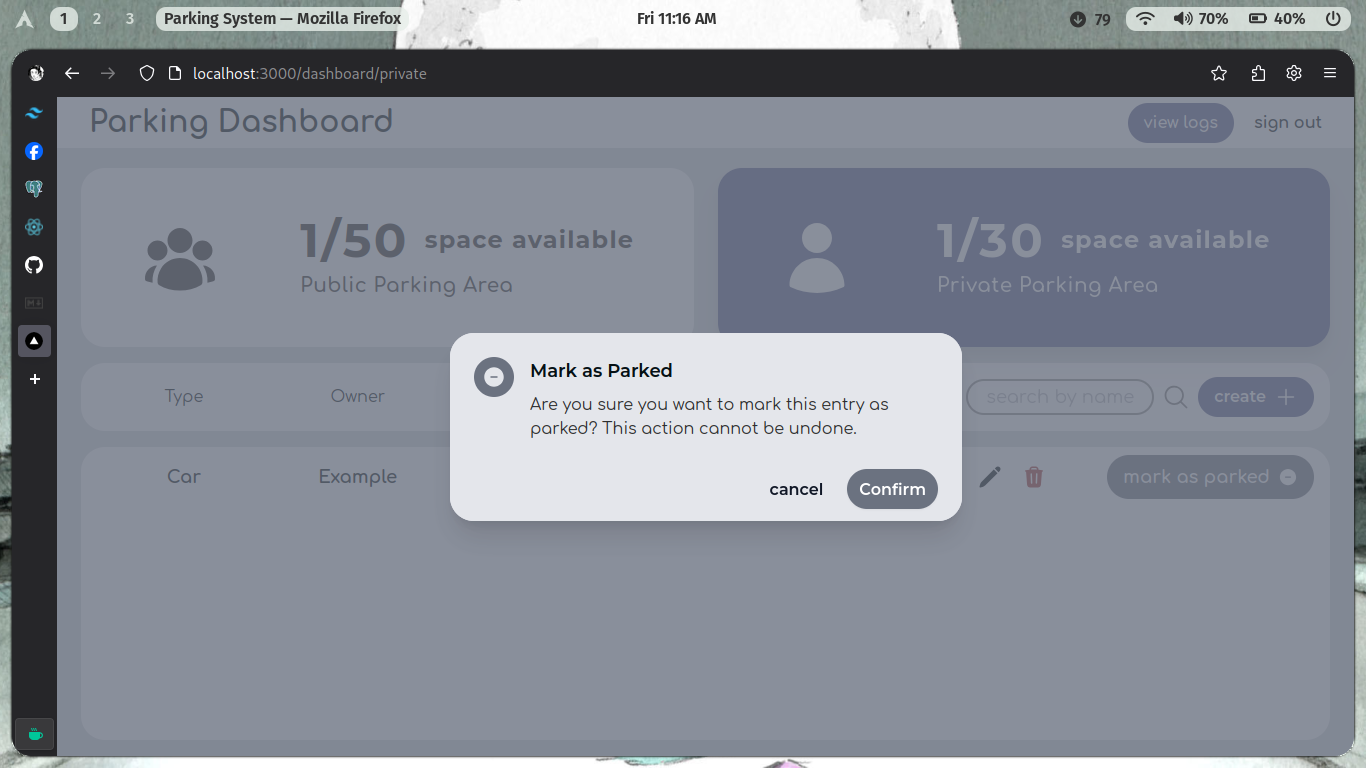 1 2 3 Parking System — Mozilla Firefox Fri 11:16 AM 79 70% 40%
localhost:3000/dashboard/private
Parking Dashboard view logs sign out
1/50 space available
Public Parking Area
1/30 space available
Private Parking Area
Type Owner search by name create
Car Example mark as parked
Mark as Parked
Are you sure you want to mark this entry as
parked? This action cannot be undone.
cancel Confirm